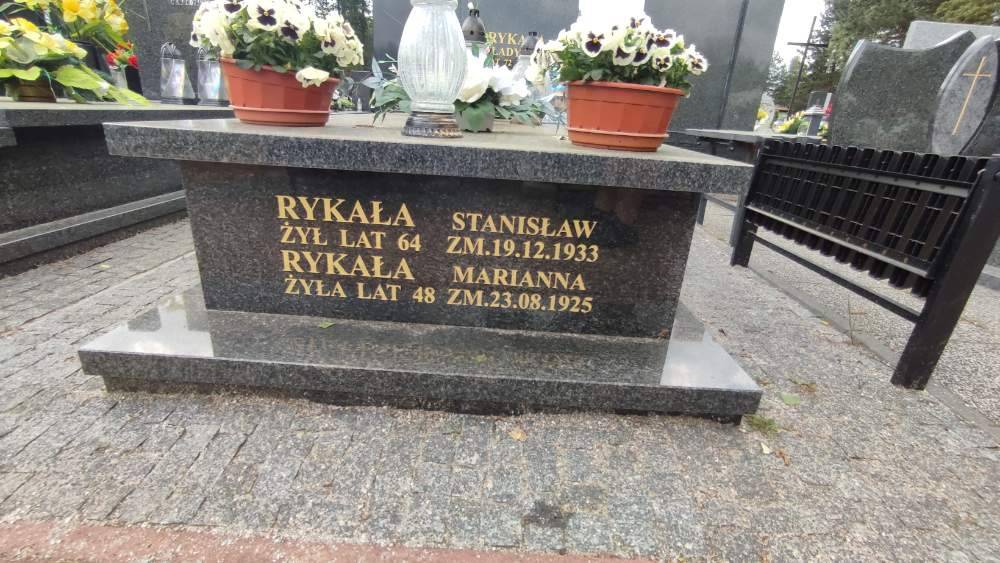 RYKAŁA STANISŁAW
ŻYŁ LAT 64 ZM.19.12.1933
RYKAŁA MARIANNA
ŻYŁA LAT 48 ZM.23.08.1925